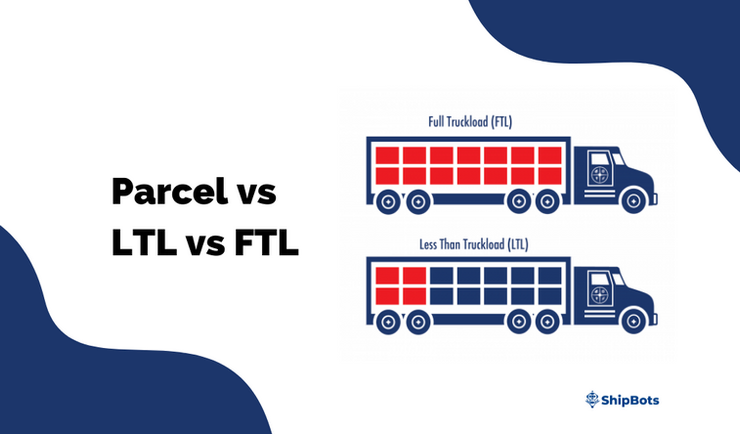 Parcel vs
LTL vs FTL
Full Truckload (FTL)
Less Than Truckload (LTL)
ShipBots